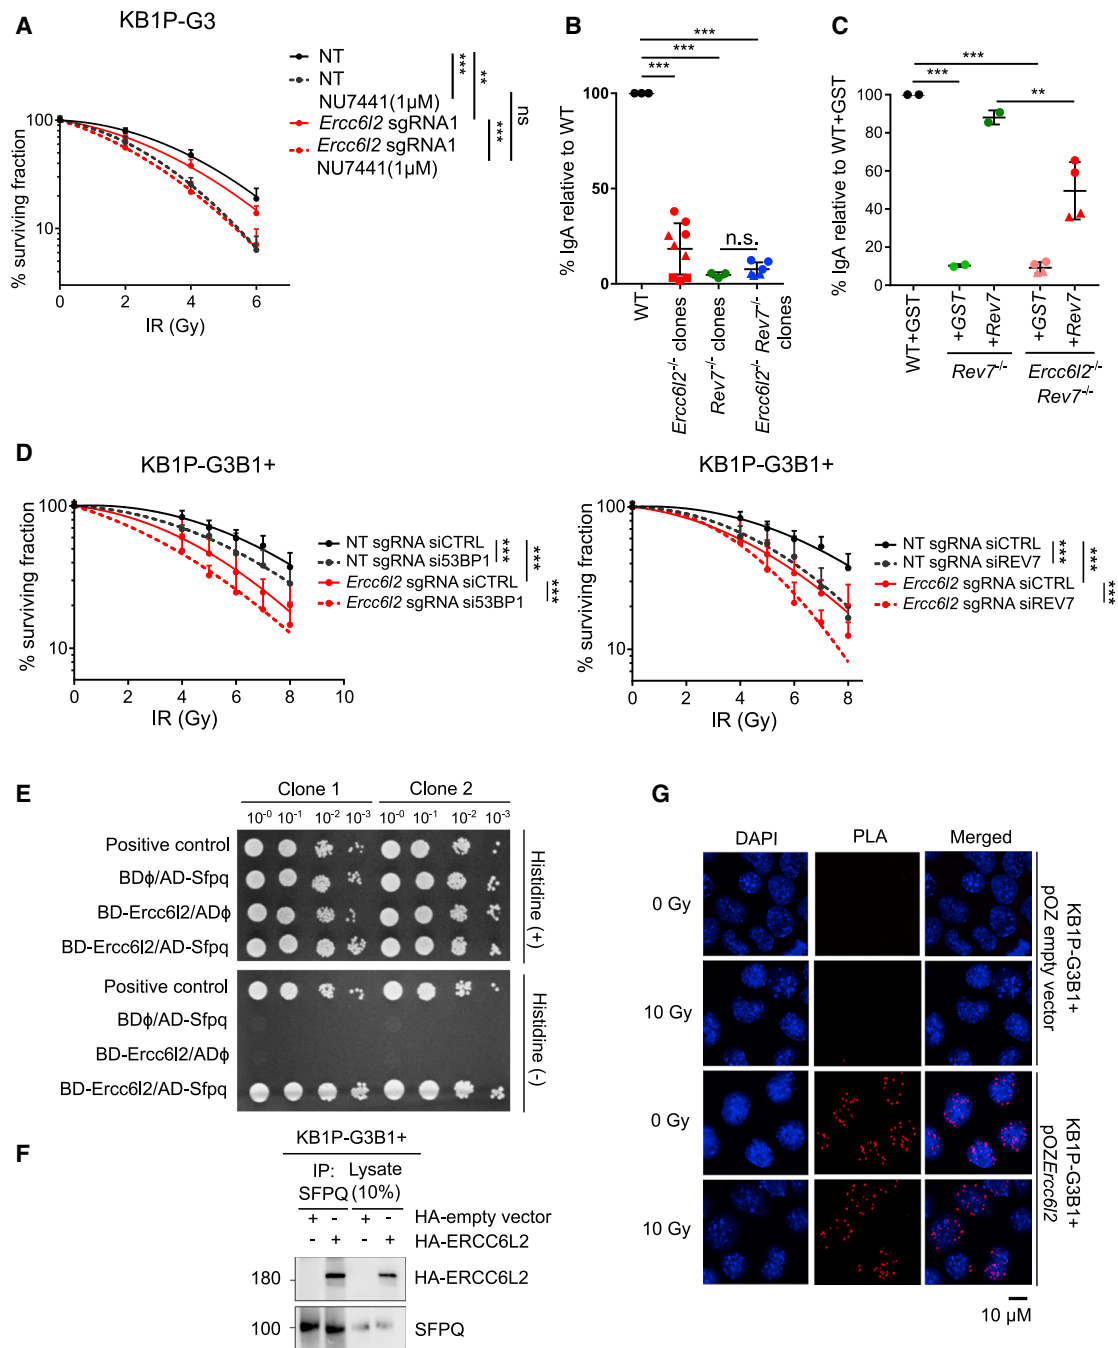 A
KB1P-G3
NT
NT
NU7441(1µM)
Ercc6l2 sgRNA1
Ercc6l2 sgRNA1
NU7441(1µM)
***
**
***
ns
% surviving fraction
100
10
0 2 4 6
IR (Gy)
B
***
***
***
n.s.
% IgA relative to WT
100
50
0
WT
Ercc6l2-/- clones
Rev7-/- clones
Ercc6l2-/- Rev7-/- clones
C
***
***
**
% IgA relative to WT+GST
100
80
60
40
20
0
WT+GST
+GST
+Rev7
+GST
+Rev7
Rev7-/-
Ercc6l2-/-
Rev7-/-
D
KB1P-G3B1+
% surviving fraction
100
10
0 2 4 6 8 10
IR (Gy)
NT sgRNA siCTRL
NT sgRNA si53BP1
Ercc6l2 sgRNA siCTRL
Ercc6l2 sgRNA si53BP1
***
***
***
KB1P-G3B1+
% surviving fraction
100
10
0 2 4 6 8
IR (Gy)
NT sgRNA siCTRL
NT sgRNA siREV7
Ercc6l2 sgRNA siCTRL
Ercc6l2 sgRNA siREV7
***
***
***
E
Clone 1 Clone 2
10-0 10-1 10-2 10-3 10-0 10-1 10-2 10-3
Positive control
BDϕ/AD-Sfpq
BD-Ercc6l2/ADϕ
BD-Ercc6l2/AD-Sfpq
Histidine (+)
Positive control
BDϕ/AD-Sfpq
BD-Ercc6l2/ADϕ
BD-Ercc6l2/AD-Sfpq
Histidine (-)
F
KB1P-G3B1+
IP: SFPQ
Lysate (10%)
+ - + - HA-empty vector
- + - + HA-ERCC6L2
180 HA-ERCC6L2
100 SFPQ
G
DAPI PLA Merged
0 Gy
10 Gy
KB1P-G3B1+
pOZ empty vector
0 Gy
10 Gy
KB1P-G3B1+
pOZErcc6l2
10 µM